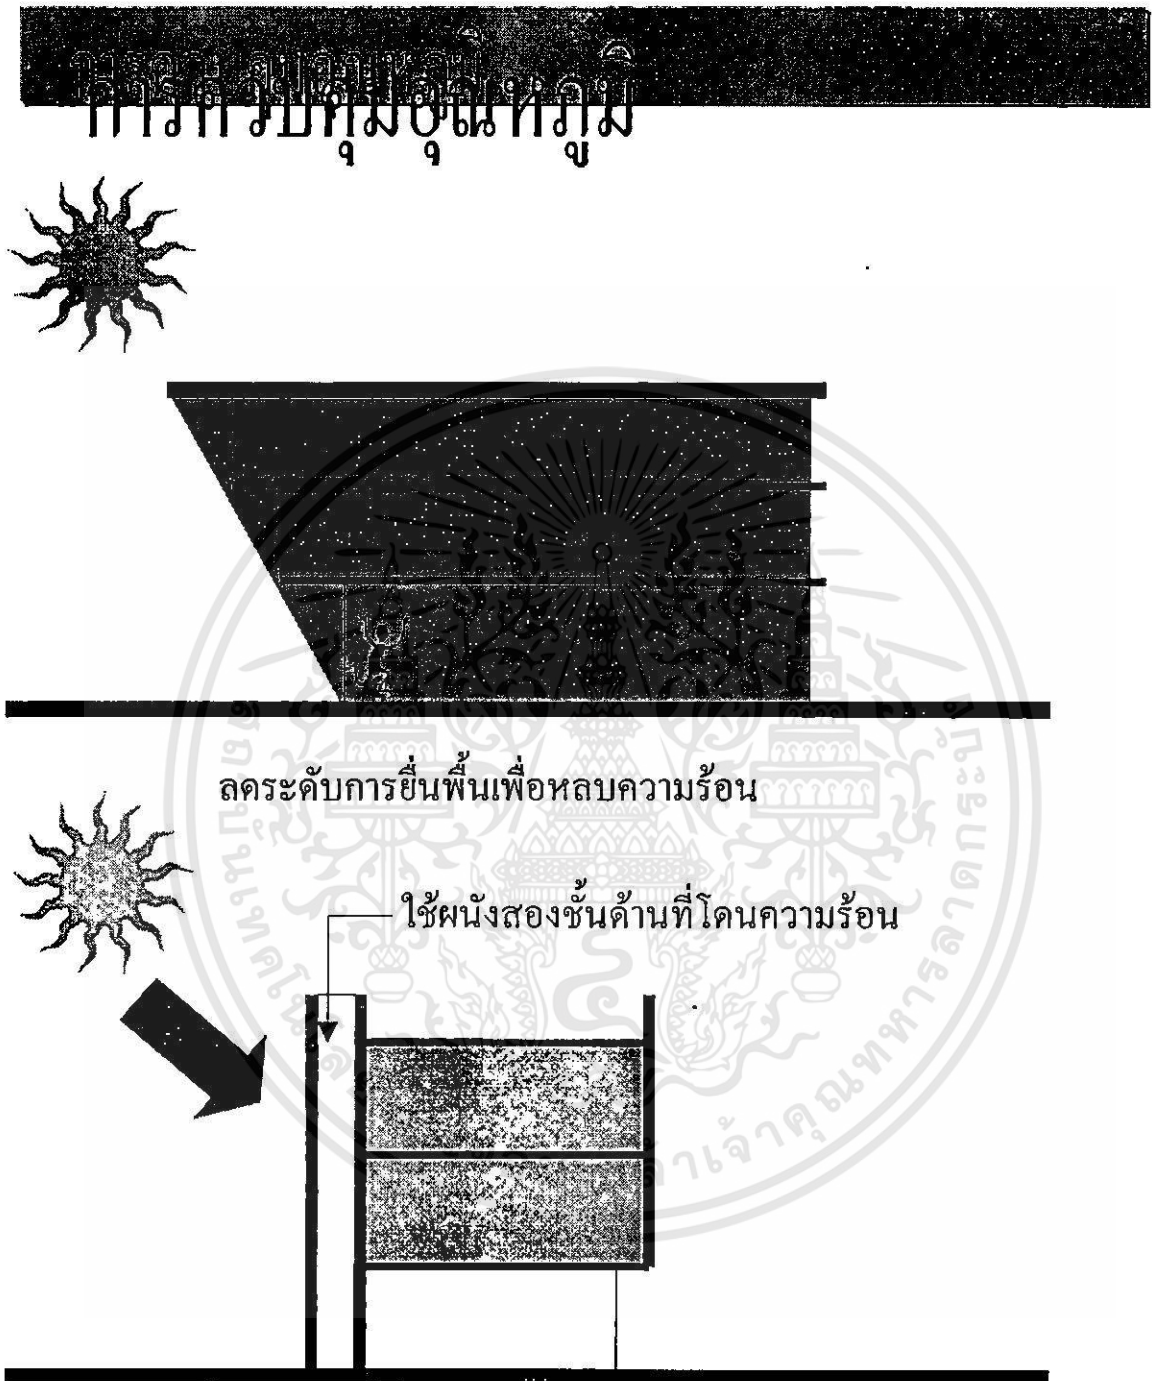 การควบคุมอุณหภูมิ
ลดระดับการยื่นพื้นเพื่อหลบความร้อน
ใช้ผนังสองชั้นด้านที่โดนความร้อน